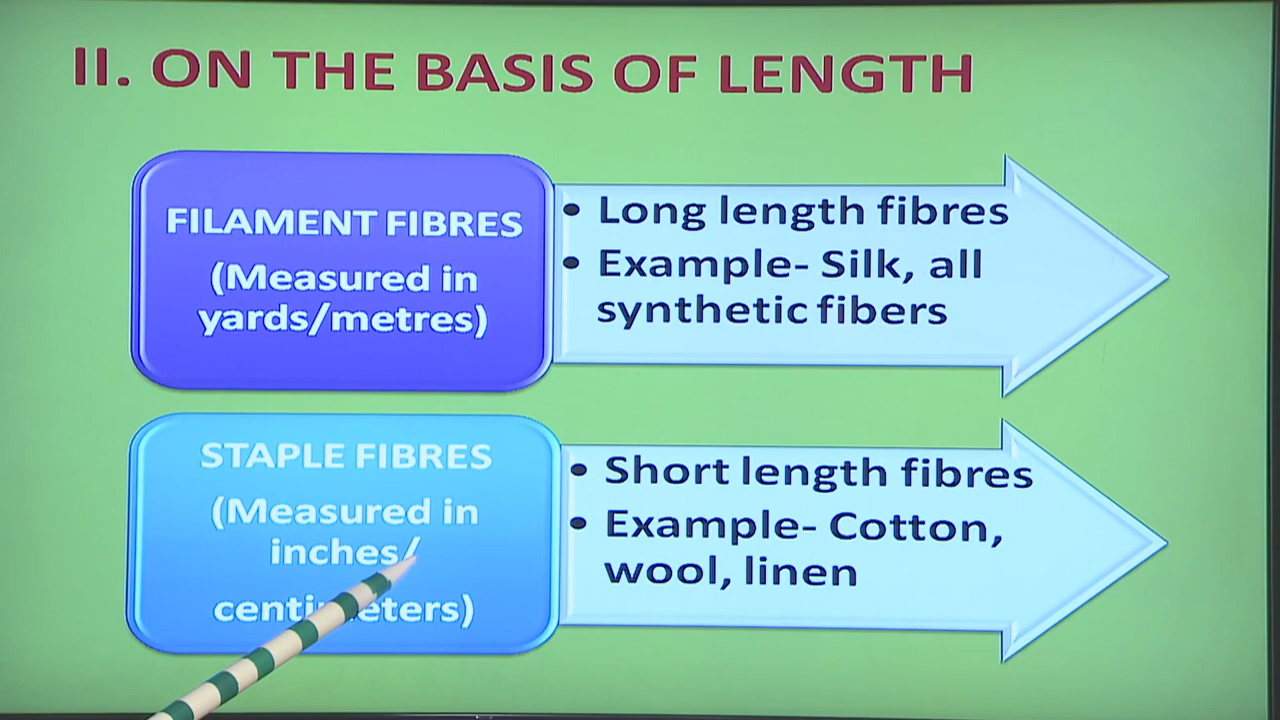 II. ON THE BASIS OF LENGTH
FILAMENT FIBRES
(Measured in
yards/metres)
• Long length fibres
• Example- Silk, all
synthetic fibers
STAPLE FIBRES
(Measured in
inches/
centimeters)
• Short length fibres
• Example- Cotton,
wool, linen